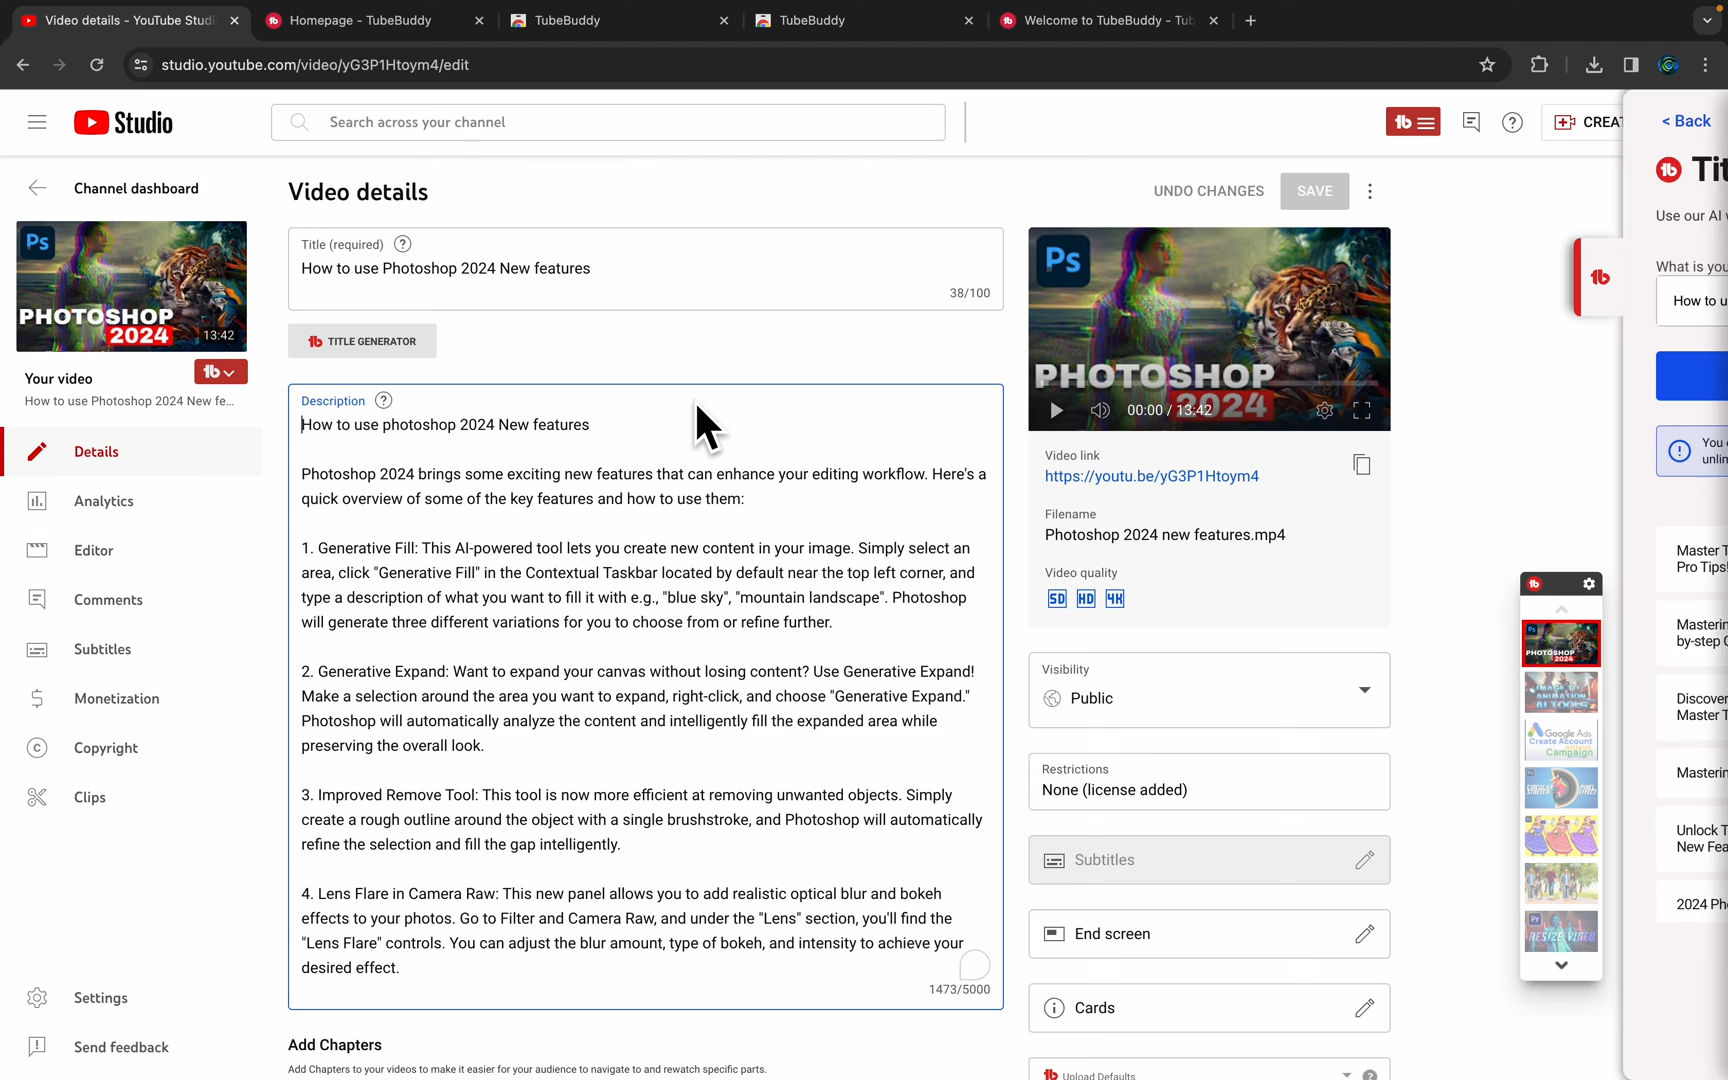 Video details - YouTube Studi
Homepage - TubeBuddy
TubeBuddy
TubeBuddy
Welcome to TubeBuddy - Tub
studio.youtube.com/video/yG3P1Htoym4/edit
Studio
Search across your channel
CREAT
< Back
Channel dashboard
Video details
UNDO CHANGES
SAVE
Tit
Use our AI w
Ps
PHOTOSHOP
2024
13:42
Your video
How to use Photoshop 2024 New fe...
Details
Analytics
Editor
Comments
Subtitles
Monetization
Copyright
Clips
Settings
Send feedback
Title (required)
How to use Photoshop 2024 New features
38/100
TITLE GENERATOR
Description
How to use photoshop 2024 New features
Photoshop 2024 brings some exciting new features that can enhance your editing workflow. Here's a
quick overview of some of the key features and how to use them:
1. Generative Fill: This AI-powered tool lets you create new content in your image. Simply select an
area, click "Generative Fill" in the Contextual Taskbar located by default near the top left corner, and
type a description of what you want to fill it with e.g., "blue sky", "mountain landscape". Photoshop
will generate three different variations for you to choose from or refine further.
2. Generative Expand: Want to expand your canvas without losing content? Use Generative Expand!
Make a selection around the area you want to expand, right-click, and choose "Generative Expand."
Photoshop will automatically analyze the content and intelligently fill the expanded area while
preserving the overall look.
3. Improved Remove Tool: This tool is now more efficient at removing unwanted objects. Simply
create a rough outline around the object with a single brushstroke, and Photoshop will automatically
refine the selection and fill the gap intelligently.
4. Lens Flare in Camera Raw: This new panel allows you to add realistic optical blur and bokeh
effects to your photos. Go to Filter and Camera Raw, and under the "Lens" section, you'll find the
"Lens Flare" controls. You can adjust the blur amount, type of bokeh, and intensity to achieve your
desired effect.
1473/5000
Add Chapters
Add Chapters to your videos to make it easier for your audience to navigate to and rewatch specific parts.
Ps
PHOTOSHOP
2024
00:00 / 13:42
Video link
https://youtu.be/yG3P1Htoym4
Filename
Photoshop 2024 new features.mp4
Video quality
SD HD 4K
Visibility
Public
Restrictions
None (license added)
Subtitles
End screen
Cards
Upload Defaults
PHOTOSHOP
2024
IMAGE TO
ANIMATION
AI TOOLS
Google Ads
Create Account
Campaign
RESIZE VIDEO
What is you
How to u
You c
unlim
Master T
Pro Tips!
Masterin
by-step G
Discover
Master T
Masterin
Unlock T
New Fea
2024 Pho